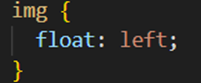 img {
  float: left;
}